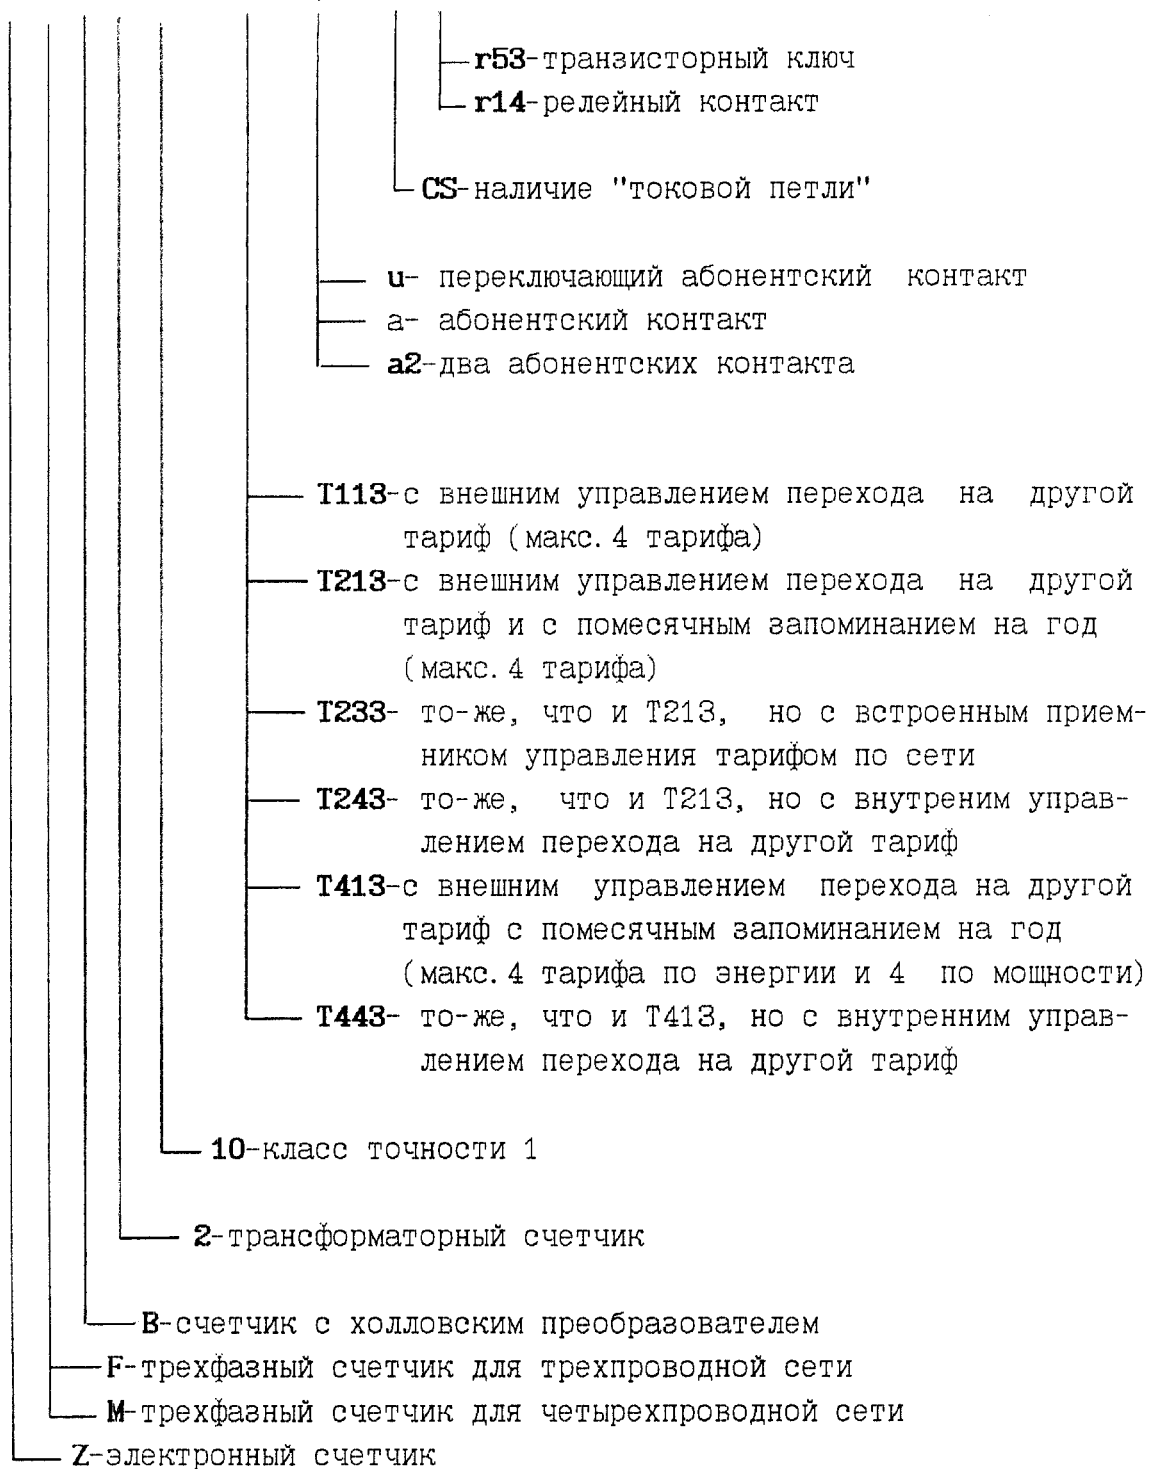 r53-транзисторный ключ
r14-релейный контакт
CS-наличие "токовой петли"
u- переключающий абонентский контакт
a- абонентский контакт
a2-два абонентских контакта
T113-с внешним управлением перехода на другой
тариф (макс. 4 тарифа)
T213-с внешним управлением перехода на другой
тариф и с помесячным запоминанием на год
(макс. 4 тарифа)
T233- то-же, что и T213, но с встроенным прием-
ником управления тарифом по сети
T243- то-же, что и T213, но с внутреним управ-
лением перехода на другой тариф
T413-с внешним управлением перехода на другой
тариф с помесячным запоминанием на год
(макс. 4 тарифа по энергии и 4 по мощности)
T443- то-же, что и T413, но с внутренним управ-
лением перехода на другой тариф
10-класс точности 1
2-трансформаторный счетчик
B-счетчик с холловским преобразователем
F-трехфазный счетчик для трехпроводной сети
M-трехфазный счетчик для четырехпроводной сети
Z-электронный счетчик